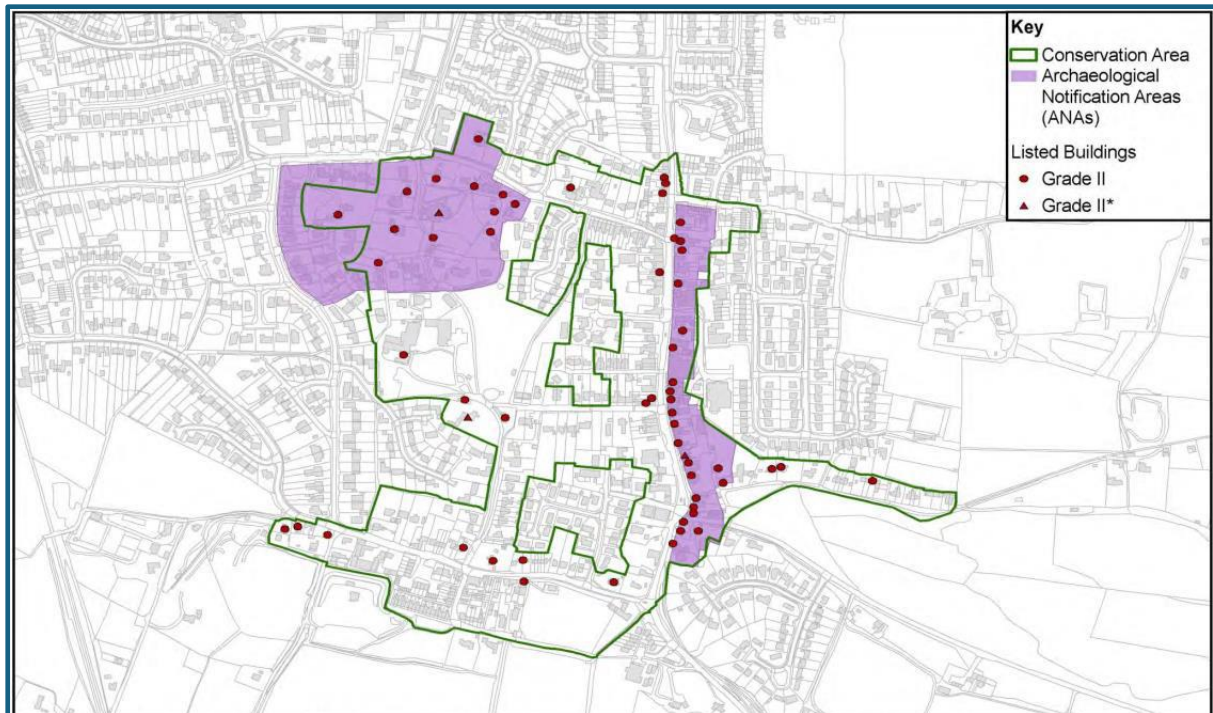 Key
Conservation Area
Archaeological
Notification Areas
(ANAs)
Listed Buildings
Grade II
Grade II*